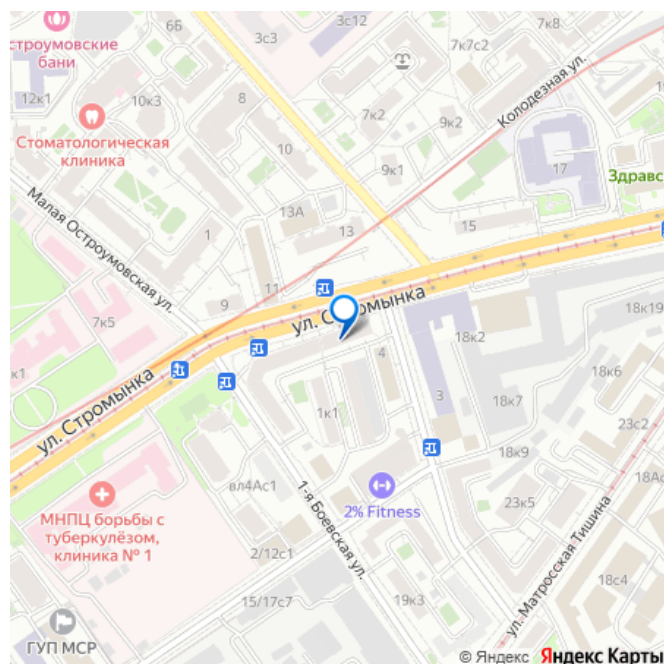 6Б
3с12
7к8
строумовские
бани
3с3
7к7с2
12к1
10к3
8
7к2
9к2
Колодезная ул.
Стоматологическая
клиника
10
9к1
17
Здравс
Малая Остроумовская ул.
13А
1
13
15
11
9
ул. Стромынка
18к19
7к5
18к2
4
18к6
к1
ул. Стромынка
1к1
3
18к7
23с2
18к9
вл4Ас1
18Ас
2% Fitness
23к5
МНПЦ борьбы с
туберкулёзом,
клиника № 1
1-я Боевская ул.
2/12с1
ул. Матросская Тишина
18с4
15/17с7
19к3
ГУП МСР
© Яндекс Яндекс Карты